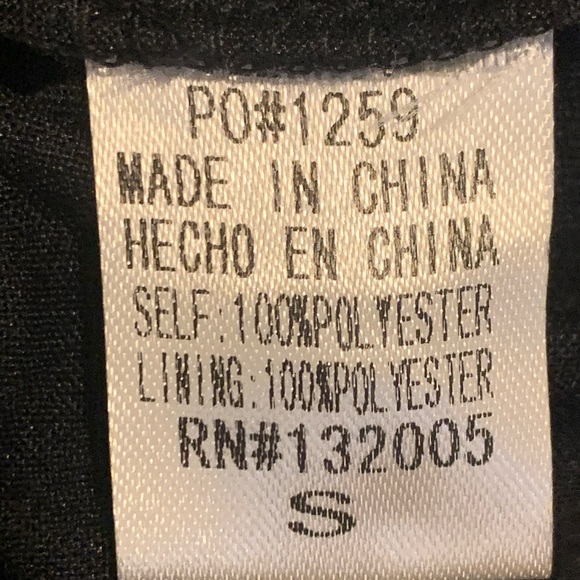 PO#1259
MADE IN CHINA
HECHO EN CHINA
SELF:100%POLYESTER
LINING:100%POLYESTER
RN#132005
S